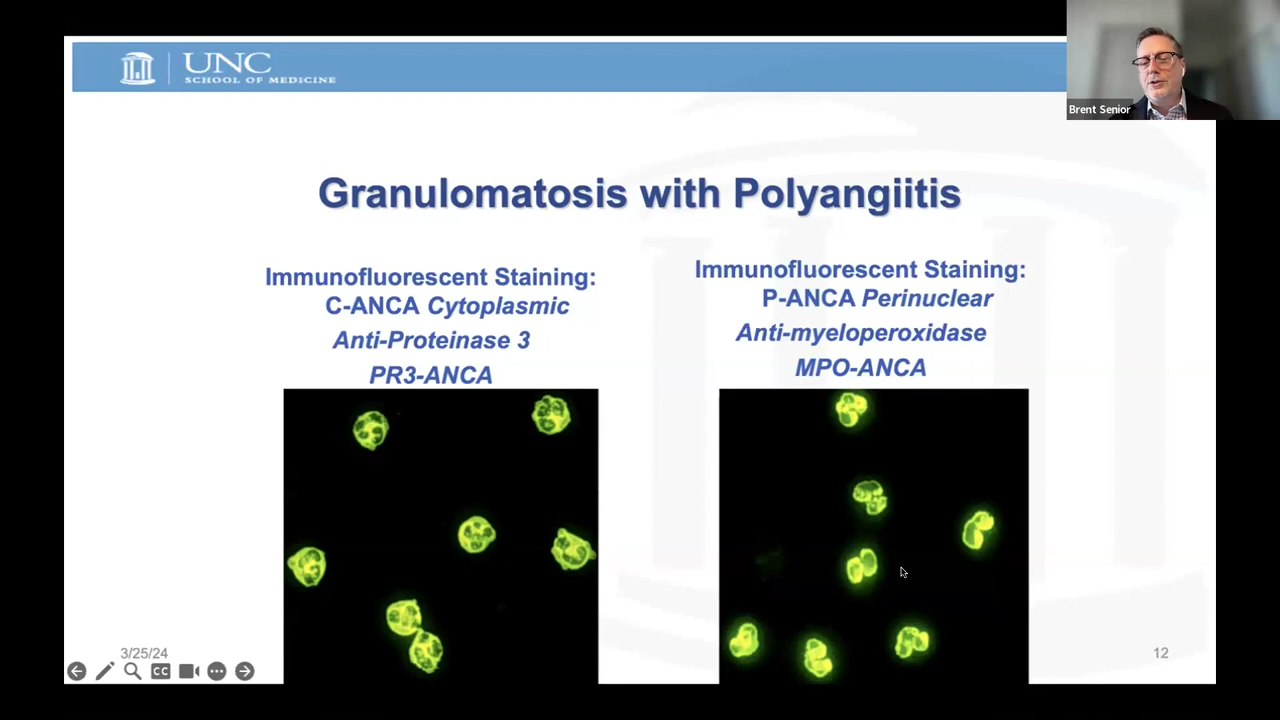 UNC
SCHOOL OF MEDICINE
Brent Senior
Granulomatosis with Polyangiitis
Immunofluorescent Staining:
C-ANCA Cytoplasmic
Anti-Proteinase 3
PR3-ANCA
Immunofluorescent Staining:
P-ANCA Perinuclear
Anti-myeloperoxidase
MPO-ANCA
3/25/24
CC
12